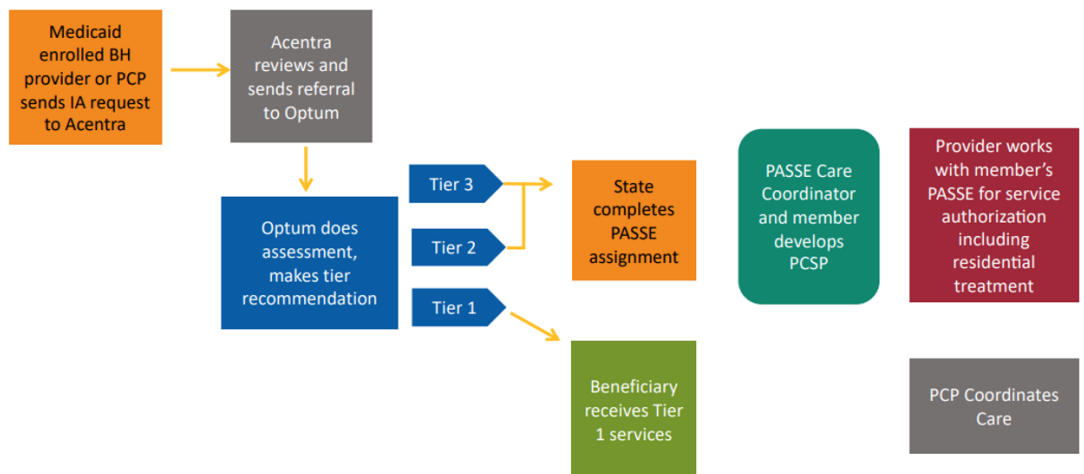 Medicaid
enrolled BH
provider or PCP
sends IA request
to Acentra
Acentra
reviews and
sends referral
to Optum
Optum does
assessment,
makes tier
recommendation
Tier 3
Tier 2
Tier 1
State
completes
PASSE
assignment
Beneficiary
receives Tier
1 services
PASSE Care
Coordinator
and member
develops
PCSP
Provider works
with member’s
PASSE for service
authorization
including
residential
treatment
PCP Coordinates
Care